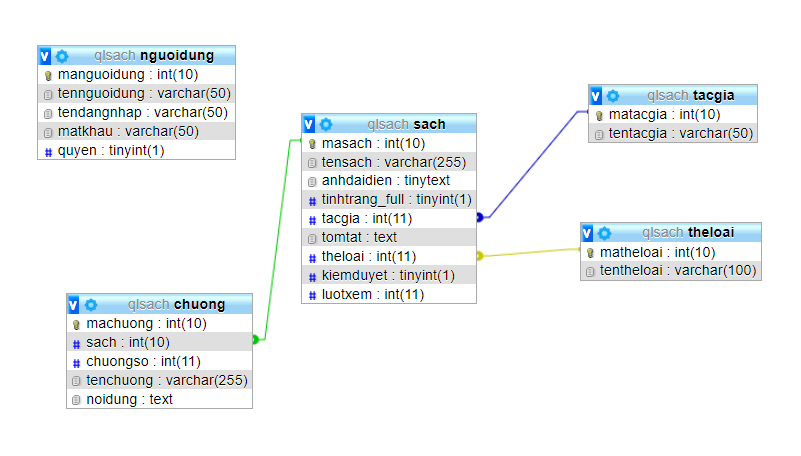 v qlsach nguoidung
manguoidung : int(10)
tennguoidung : varchar(50)
tendangnhap : varchar(50)
matkhau : varchar(50)
# quyen : tinyint(1)
v qlsach sach
masach : int(10)
tensach : varchar(255)
anhdaidien : tinytext
# tinhtrang_full : tinyint(1)
# tacgia : int(11)
tomtat : text
# theloai : int(11)
# kiemduyet : tinyint(1)
# luotxem : int(11)
v qlsach tacgia
matacgia : int(10)
tentacgia : varchar(50)
v qlsach theloai
matheloai : int(10)
tentheloai : varchar(100)
v qlsach chuong
machuong : int(10)
# sach : int(10)
# chuongso : int(11)
tenchuong : varchar(255)
noidung : text